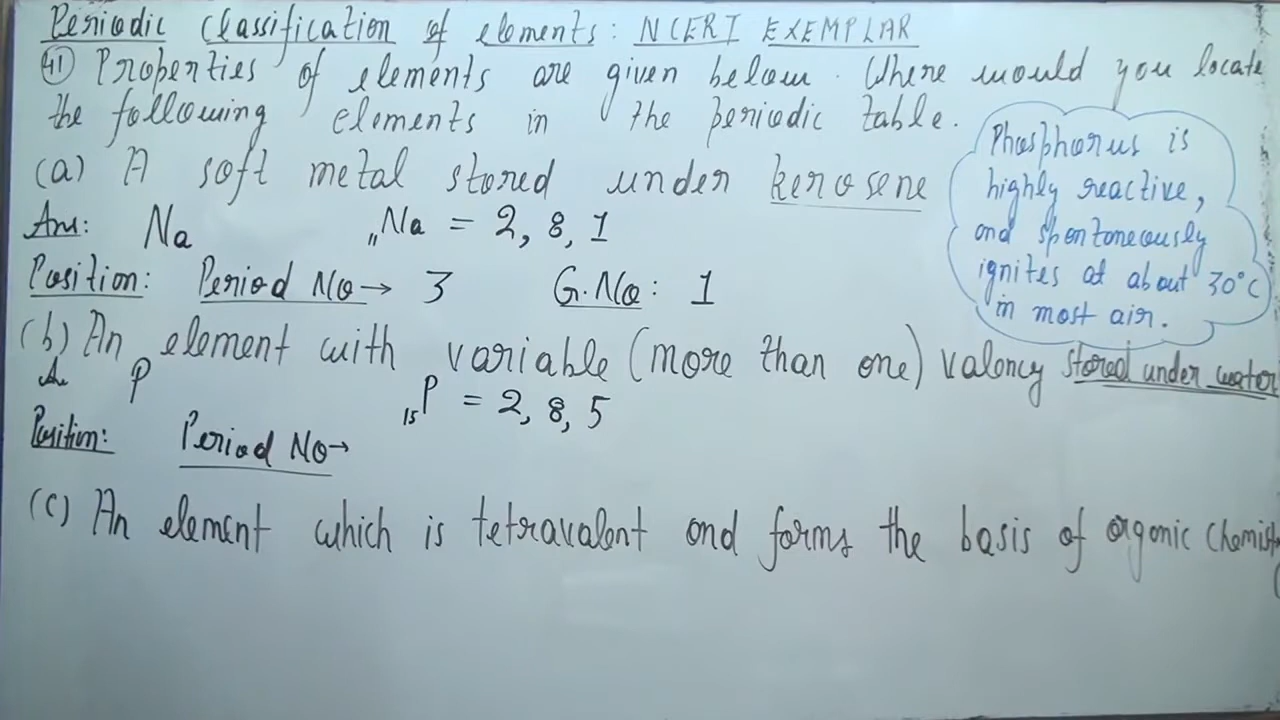 Periodic Classification of elements: NCERT EXEMPLAR
(41) Properties of elements are given below. Where would you locate
the following elements in the periodic table.
(a) A soft metal stored under kerosene
Ans: Na ₁₁Na = 2, 8, 1
Position: Period No → 3 G.No: 1
(b) An element with variable (more than one) valency stored under water
An P ₁₅P = 2, 8, 5
Position: Period No →
(c) An element which is tetravalent and forms the basis of organic chemist
Phosphorus is
highly reactive,
and spontaneously
ignites at about 30°C
in most air.